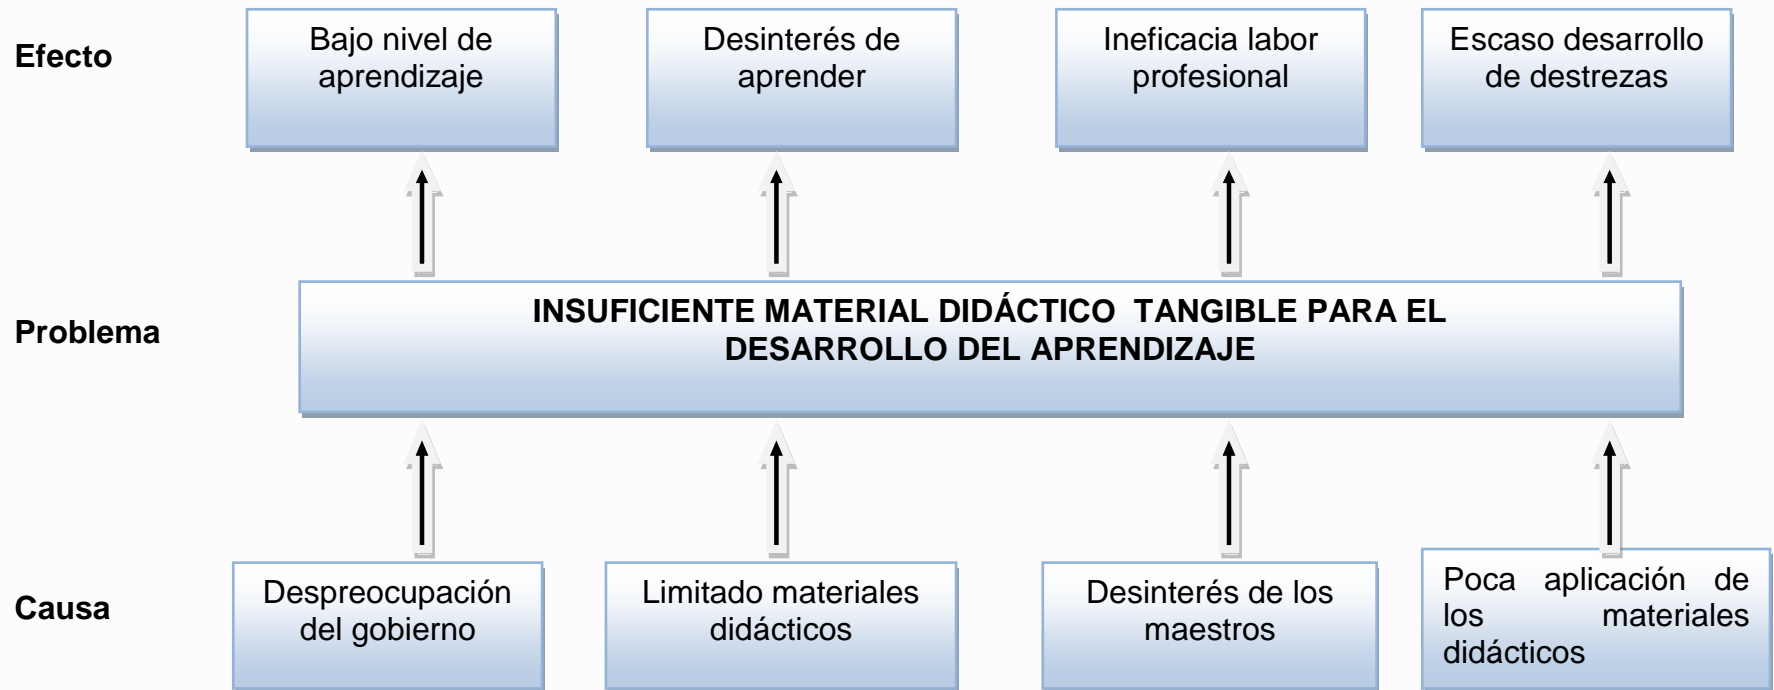 Efecto
Bajo nivel de
aprendizaje
Desinterés de
aprender
Ineficacia labor
profesional
Escaso desarrollo
de destrezas
Problema
INSUFICIENTE MATERIAL DIDÁCTICO  TANGIBLE PARA EL
DESARROLLO DEL APRENDIZAJE
Causa
Despreocupación
del gobierno
Limitado materiales
didácticos
Desinterés de los
maestros
Poca aplicación de
los materiales
didácticos